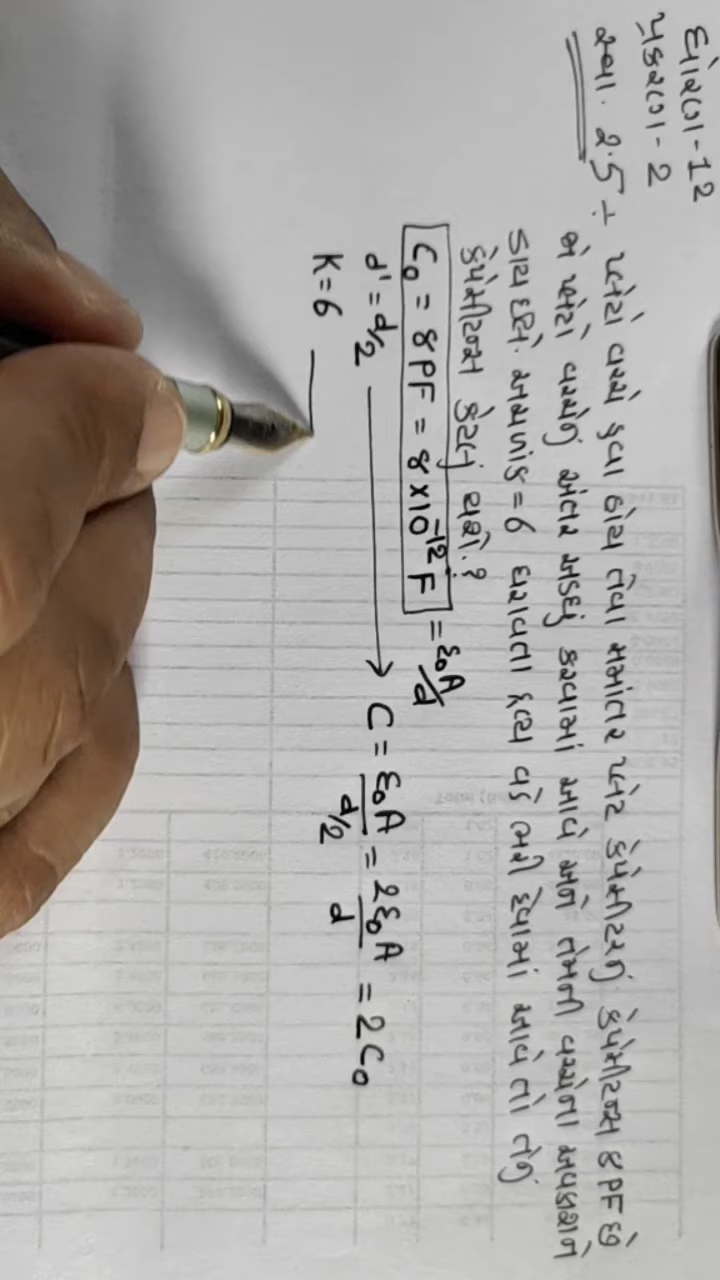 ધોરણ-12
પ્રકરણ-2
સ્વા. 2.5 ÷ પ્લેટો વચ્ચે હવા હોય તેવા સમાંતર પ્લેટ કેપેસીટરનું કેપેસીટન્સ 8 PF છે
બે પ્લેટો વચ્ચેનું અંતર અડધું કરવામાં આવે અને તેમની વચ્ચેના અવકાશને
ડાય ઈલે. અચળાંક = 6 ધરાવતા દ્રવ્ય વડે ભરી દેવામાં આવે તો તેનું
કેપેસીટન્સ કેટલું થશે.?
C₀ = 8 PF = 8 × 10⁻¹² F = ε₀A/d
d' = d/2 → C = ε₀A/d/2 = 2ε₀A/d = 2C₀
K = 6